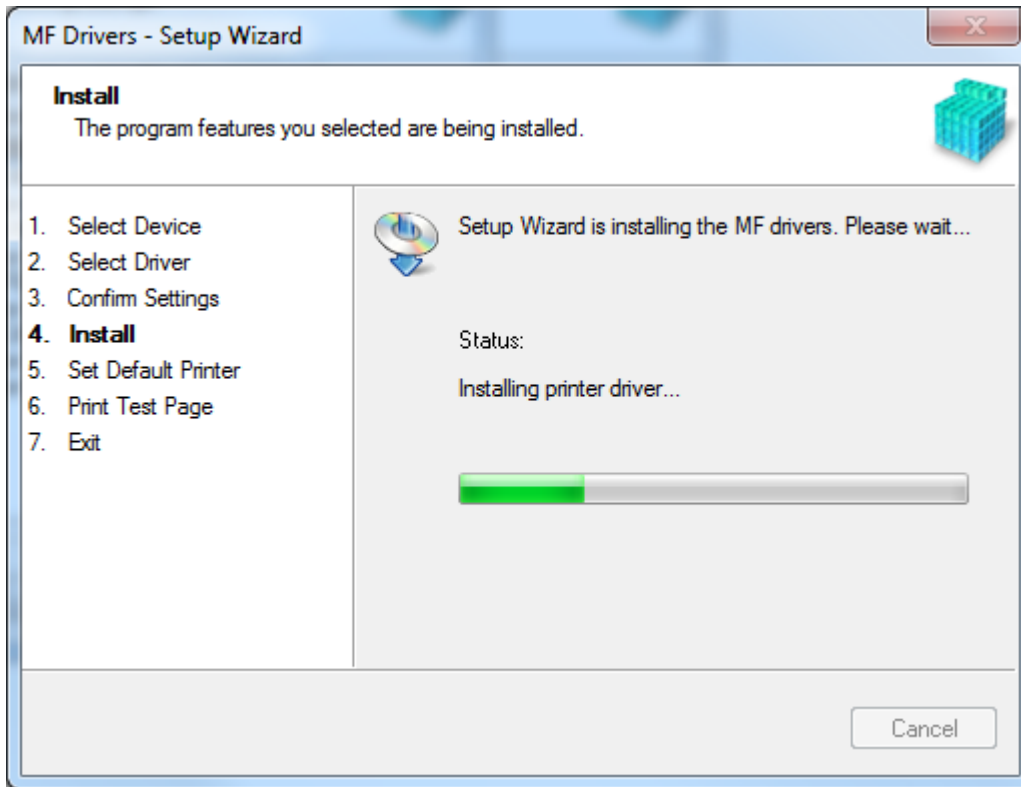 MF Drivers - Setup Wizard
Install
The program features you selected are being installed.
1. Select Device
2. Select Driver
3. Confirm Settings
4. Install
5. Set Default Printer
6. Print Test Page
7. Exit
Setup Wizard is installing the MF drivers. Please wait...
Status:
Installing printer driver...
Cancel